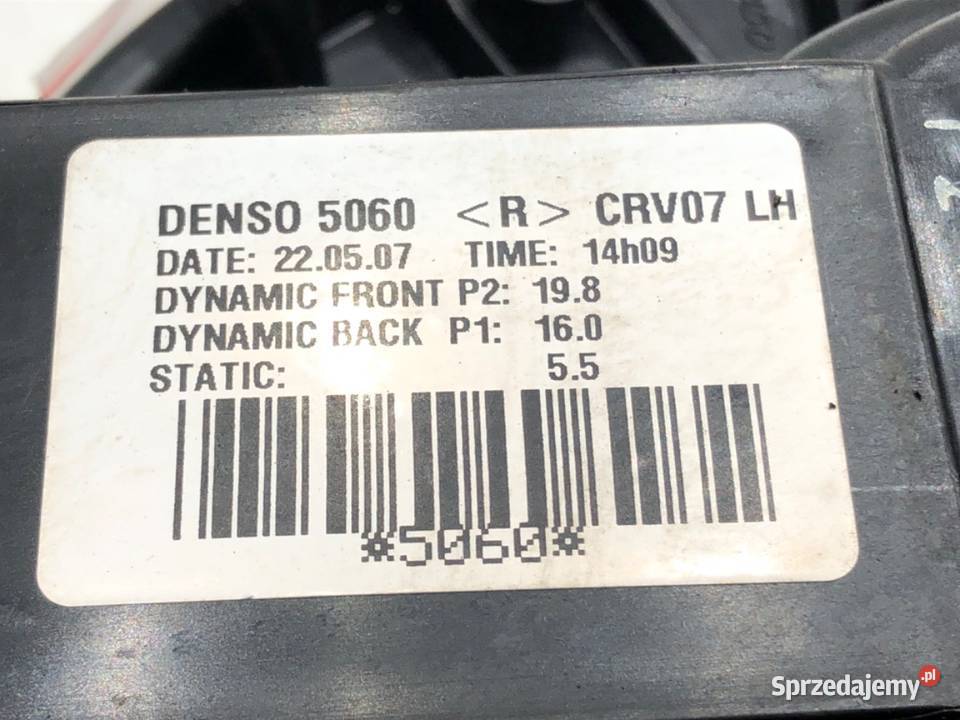 DENSO 5060 <R> CRV07 LH
DATE: 22.05.07 TIME: 14h09
DYNAMIC FRONT P2: 19.8
DYNAMIC BACK P1: 16.0
STATIC: 5.5
*5060*
Sprzedajemy.pl